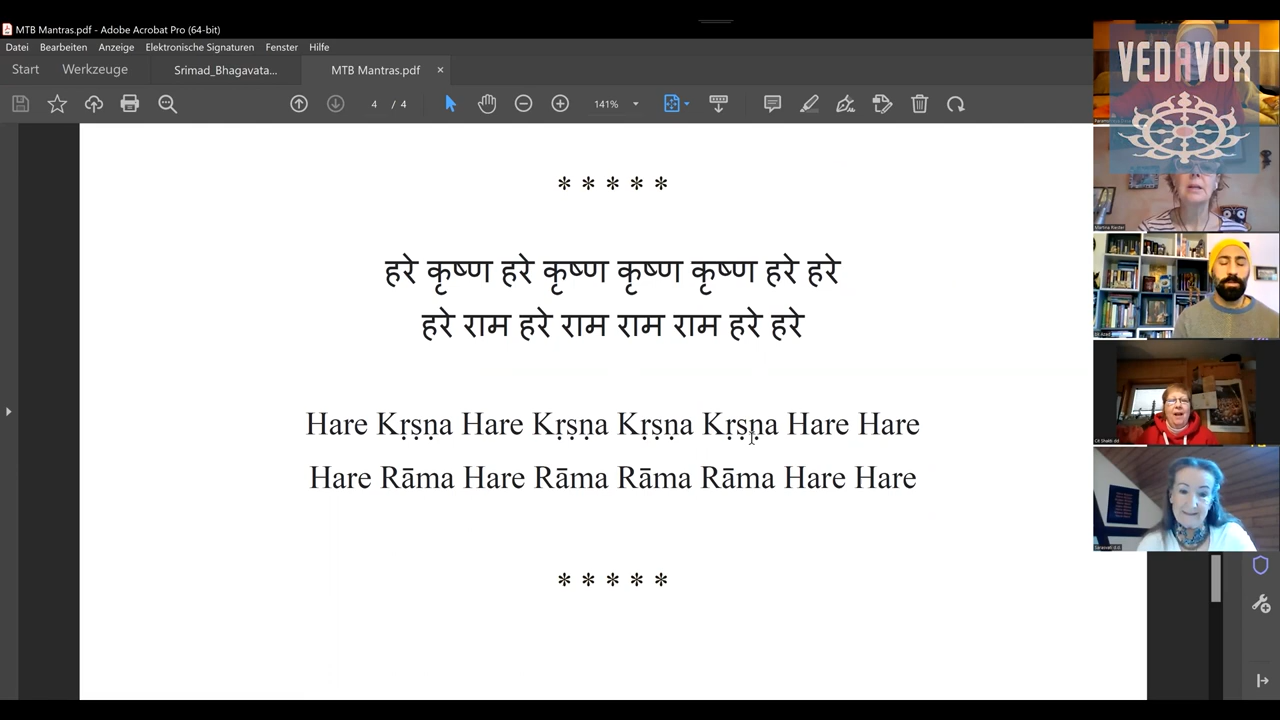 MTB Mantras.pdf - Adobe Acrobat Pro (64-bit)
Datei Bearbeiten Anzeige Elektronische Signaturen Fenster Hilfe
Start Werkzeuge Srimad_Bhagavata... MTB Mantras.pdf ×
4 / 4 141%
* * * * *
हरे कृष्ण हरे कृष्ण कृष्ण कृष्ण हरे हरे
हरे राम हरे राम राम राम हरे हरे
Hare Kṛṣṇa Hare Kṛṣṇa Kṛṣṇa Kṛṣṇa Hare Hare
Hare Rāma Hare Rāma Rāma Rāma Hare Hare
* * * * *
VEDAVOX